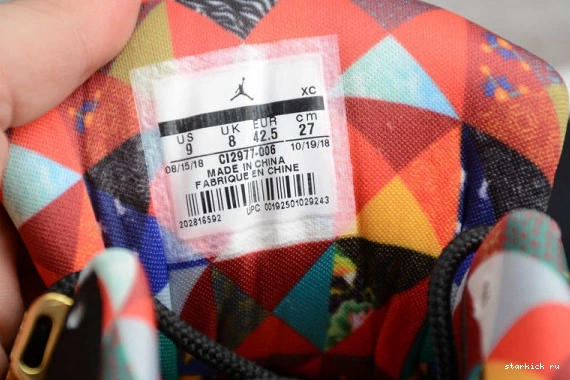 XC
US UK EUR cm
9 8 42.5 27
08/15/18 CI2977-006 10/19/18
MADE IN CHINA
FABRIQUE EN CHINE
202816592 UPC 00192501029243
starkick ru